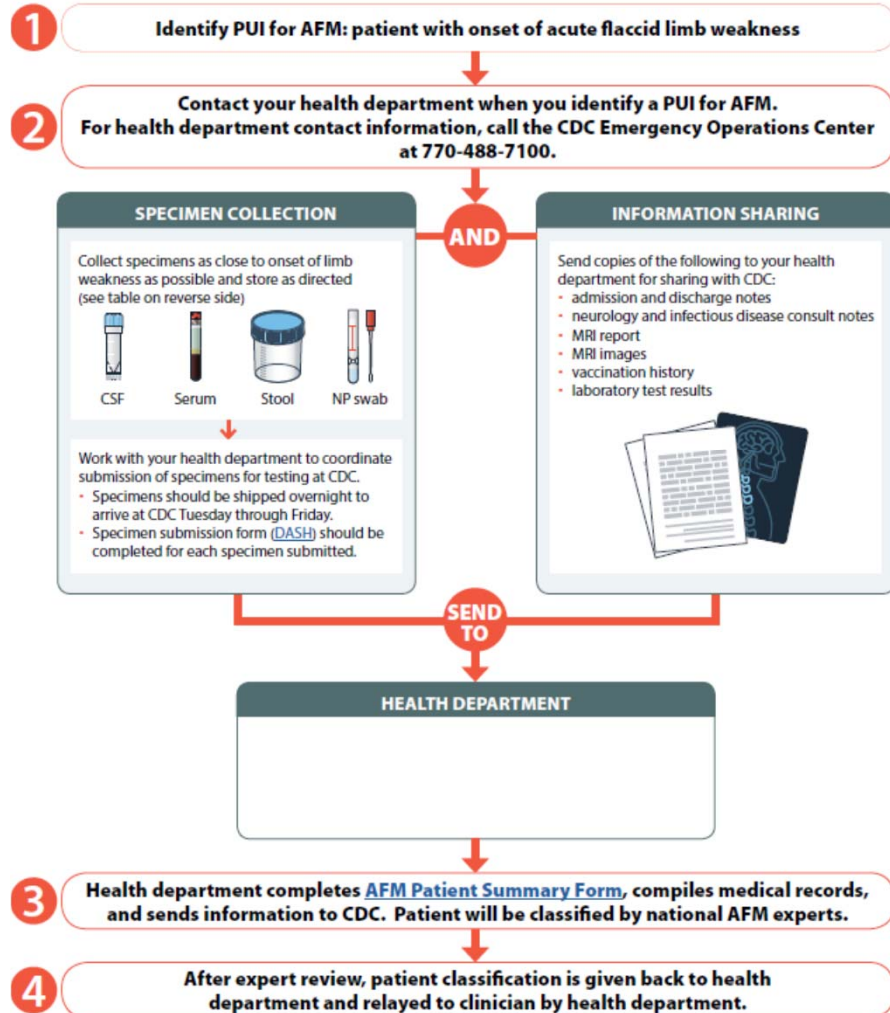 1
Identify PUI for AFM: patient with onset of acute flaccid limb weakness
2
Contact your health department when you identify a PUI for AFM.
For health department contact information, call the CDC Emergency Operations Center
at 770-488-7100.
AND
SPECIMEN COLLECTION
Collect specimens as close to onset of limb
weakness as possible and store as directed
(see table on reverse side)
CSF Serum Stool NP swab
Work with your health department to coordinate
submission of specimens for testing at CDC.
- Specimens should be shipped overnight to
arrive at CDC Tuesday through Friday.
- Specimen submission form (DASH) should be
completed for each specimen submitted.
INFORMATION SHARING
Send copies of the following to your health
department for sharing with CDC:
- admission and discharge notes
- neurology and infectious disease consult notes
- MRI report
- MRI images
- vaccination history
- laboratory test results
SEND
TO
HEALTH DEPARTMENT
3
Health department completes AFM Patient Summary Form, compiles medical records,
and sends information to CDC. Patient will be classified by national AFM experts.
4
After expert review, patient classification is given back to health
department and relayed to clinician by health department.